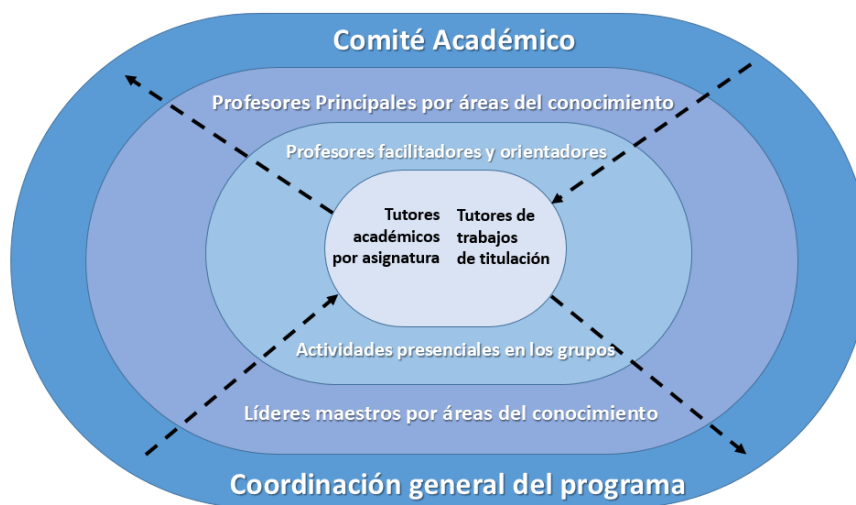 Comité Académico
Profesores Principales por áreas del conocimiento
Profesores facilitadores y orientadores
Tutores
académicos
por asignatura
Tutores de
trabajos
de titulación
Actividades presenciales en los grupos
Líderes maestros por áreas del conocimiento
Coordinación general del programa